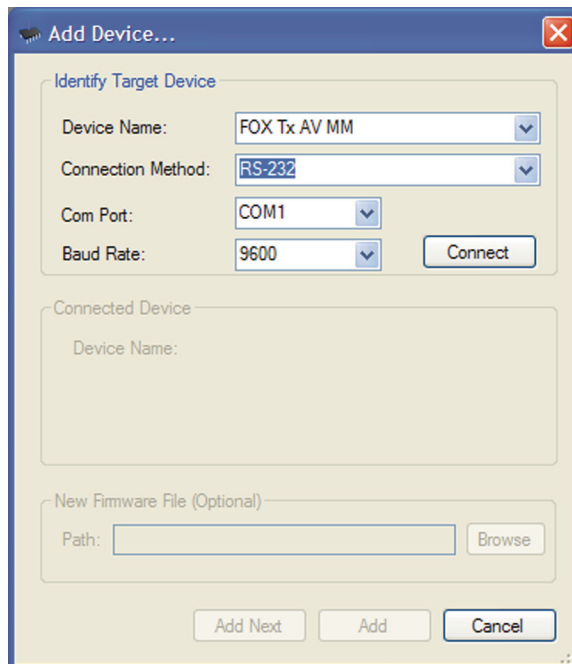 Add Device...
Identify Target Device
Device Name: FOX Tx AV MM
Connection Method: RS-232
Com Port: COM1
Baud Rate: 9600 Connect
Connected Device
Device Name:
New Firmware File (Optional)
Path: Browse
Add Next Add Cancel